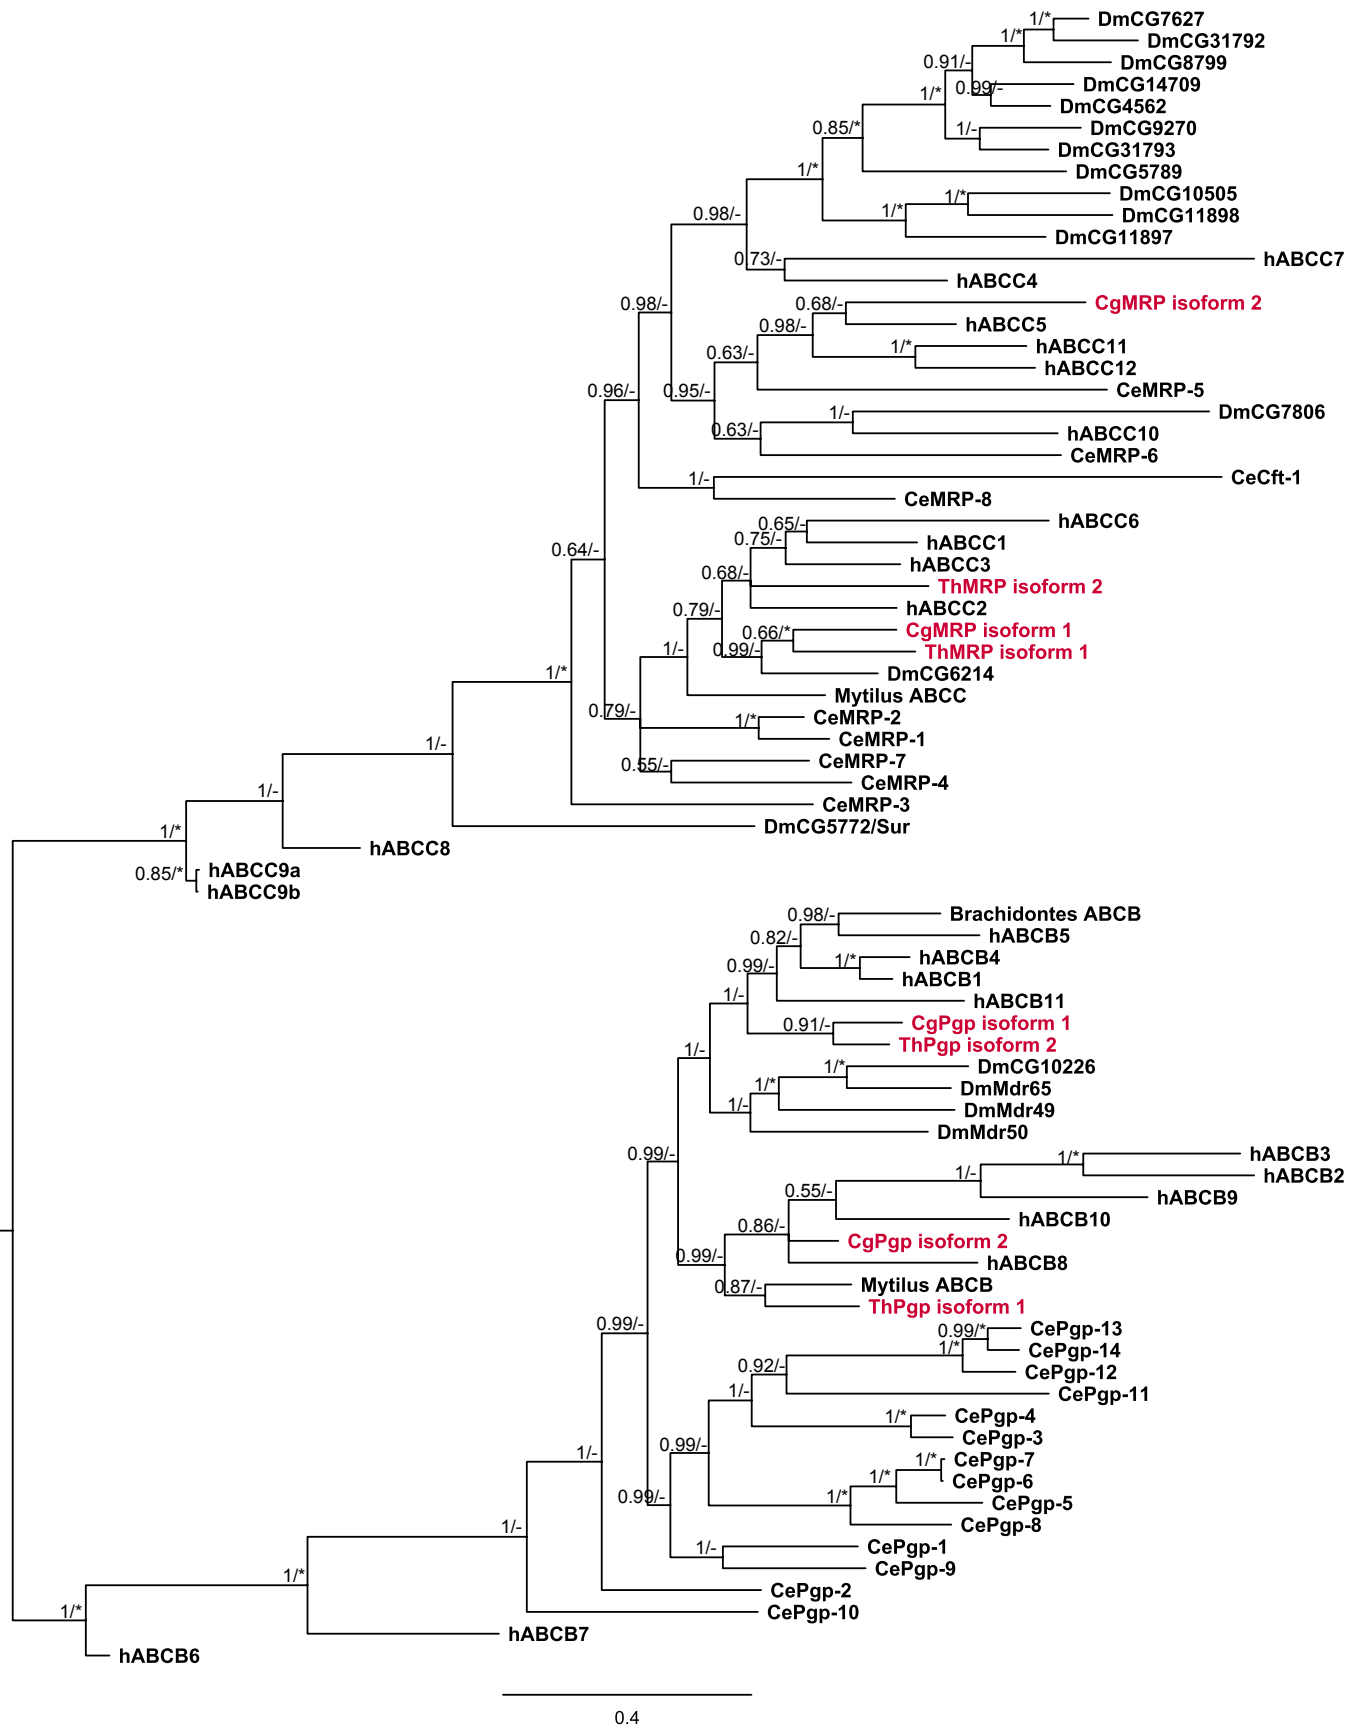 1/*
DmCG7627
1/*
DmCG31792
0.91/-
DmCG8799
0.99/-
DmCG14709
1/*
DmCG4562
0.85/*
1/-
DmCG9270
DmCG31793
1/*
DmCG5789
1/*
DmCG10505
1/*
DmCG11898
0.98/-
DmCG11897
0.73/-
hABCC7
hABCC4
0.98/-
0.68/-
CgMRP isoform 2
0.98/-
hABCC5
0.63/-
1/*
hABCC11
hABCC12
0.96/-
0.95/-
CeMRP-5
1/-
DmCG7806
0.63/-
hABCC10
CeMRP-6
1/-
CeCft-1
CeMRP-8
0.65/-
hABCC6
0.75/-
hABCC1
0.64/-
hABCC3
0.68/-
ThMRP isoform 2
0.79/-
hABCC2
0.66/*
CgMRP isoform 1
1/-
0.99/-
ThMRP isoform 1
1/*
DmCG6214
Mytilus ABCC
0.79/-
1/*
CeMRP-2
CeMRP-1
0.55/-
CeMRP-7
CeMRP-4
1/-
CeMRP-3
1/-
DmCG5772/Sur
1/*
hABCC8
0.85/*
hABCC9a
hABCC9b
0.98/-
Brachidontes ABCB
0.82/-
hABCB5
0.99/-
1/*
hABCB4
hABCB1
1/-
hABCB11
0.91/-
CgPgp isoform 1
ThPgp isoform 2
1/-
1/*
DmCG10226
1/*
DmMdr65
1/-
DmMdr49
DmMdr50
0.99/-
1/*
hABCB3
1/-
hABCB2
0.55/-
hABCB9
0.86/-
hABCB10
CgPgp isoform 2
0.99/-
hABCB8
0.87/-
Mytilus ABCB
ThPgp isoform 1
0.99/-
0.99/*
CePgp-13
1/*
CePgp-14
0.92/-
CePgp-12
1/-
CePgp-11
1/*
CePgp-4
0.99/-
CePgp-3
1/-
1/*
CePgp-7
1/*
CePgp-6
0.99/-
1/*
CePgp-5
CePgp-8
1/-
1/-
CePgp-1
CePgp-9
1/*
CePgp-2
1/*
CePgp-10
hABCB7
hABCB6
0.4